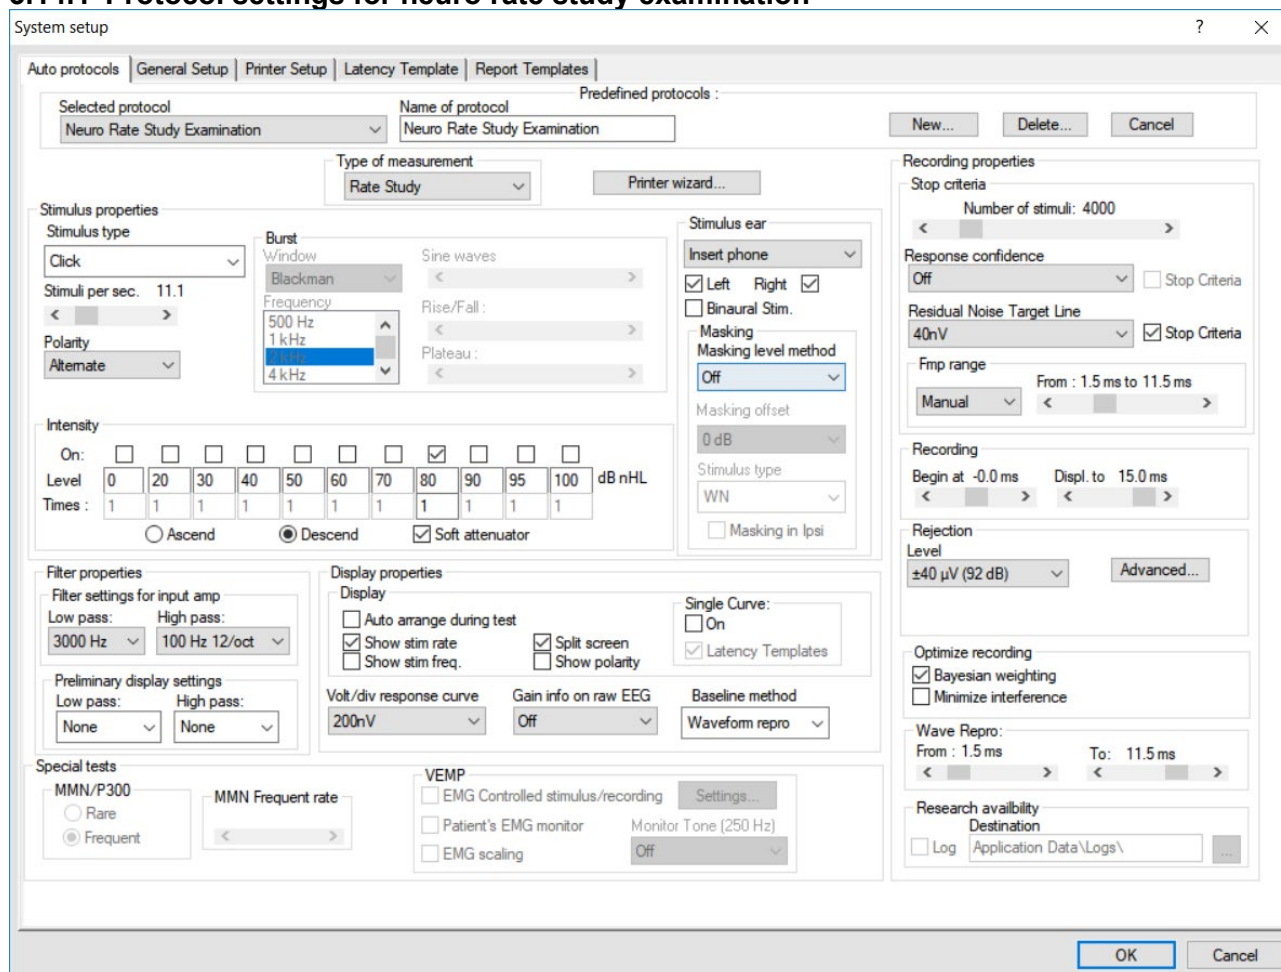 Protocol settings for neuro rate study examination
System setup ?
Auto protocols General Setup Printer Setup Latency Template Report Templates
Predefined protocols :
Selected protocol Name of protocol
Neuro Rate Study Examination Neuro Rate Study Examination New... Delete... Cancel
Type of measurement
Rate Study Printer wizard...
Stimulus properties
Stimulus type
Click
Stimuli per sec. 11.1
Polarity
Alternate
Burst
Window Sine waves
Blackman
Frequency Rise/Fall :
500 Hz
1 kHz
2 kHz Plateau :
4 kHz
Intensity
On:
Level 0 20 30 40 50 60 70 80 90 95 100 dB nHL
Times : 1 1 1 1 1 1 1 1 1 1 1
Ascend Descend Soft attenuator
Stimulus ear
Insert phone
Left Right
Binaural Stim.
Masking
Masking level method
Off
Masking offset
0 dB
Stimulus type
WN
Masking in Ipsi
Filter properties
Filter settings for input amp
Low pass: High pass:
3000 Hz 100 Hz 12/oct
Preliminary display settings
Low pass: High pass:
None None
Display properties
Display
Auto arrange during test
Show stim rate Split screen
Show stim freq. Show polarity
Single Curve:
On
Latency Templates
Volt/div response curve Gain info on raw EEG Baseline method
200nV Off Waveform repro
Special tests
MMN/P300
Rare
Frequent
MMN Frequent rate
VEMP
EMG Controlled stimulus/recording Settings...
Patient's EMG monitor Monitor Tone (250 Hz)
EMG scaling Off
Recording properties
Stop criteria
Number of stimuli: 4000
Response confidence
Off Stop Criteria
Residual Noise Target Line
40nV Stop Criteria
Fmp range
From : 1.5 ms to 11.5 ms
Manual
Recording
Begin at -0.0 ms Displ. to 15.0 ms
Rejection
Level
±40 µV (92 dB) Advanced...
Optimize recording
Bayesian weighting
Minimize interference
Wave Repro:
From : 1.5 ms To: 11.5 ms
Research availbility
Destination
Log Application Data\Logs\ ...
OK Cancel